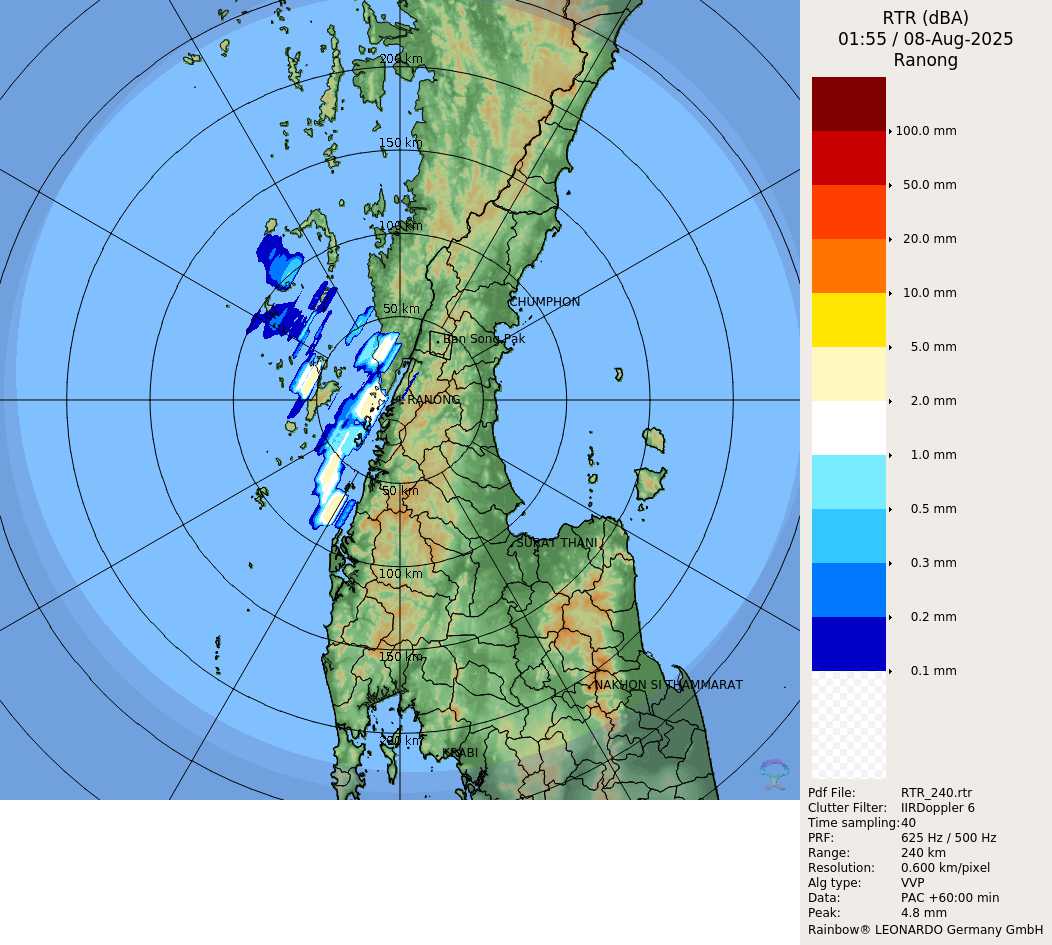 RTR (dBA)
01:55 / 08-Aug-2025
Ranong
200 km
150 km
100 km
50 km
CHUMPHON
Ban Song Pak
RANONG
50 km
SURAT THANI
100 km
150 km
NAKHON SI THAMMARAT
200 km
KRABI
100.0 mm
50.0 mm
20.0 mm
10.0 mm
5.0 mm
2.0 mm
1.0 mm
0.5 mm
0.3 mm
0.2 mm
0.1 mm
Pdf File: RTR_240.rtr
Clutter Filter: IIRDoppler 6
Time sampling:40
PRF: 625 Hz / 500 Hz
Range: 240 km
Resolution: 0.600 km/pixel
Alg type: VVP
Data: PAC +60:00 min
Peak: 4.8 mm
Rainbow® LEONARDO Germany GmbH